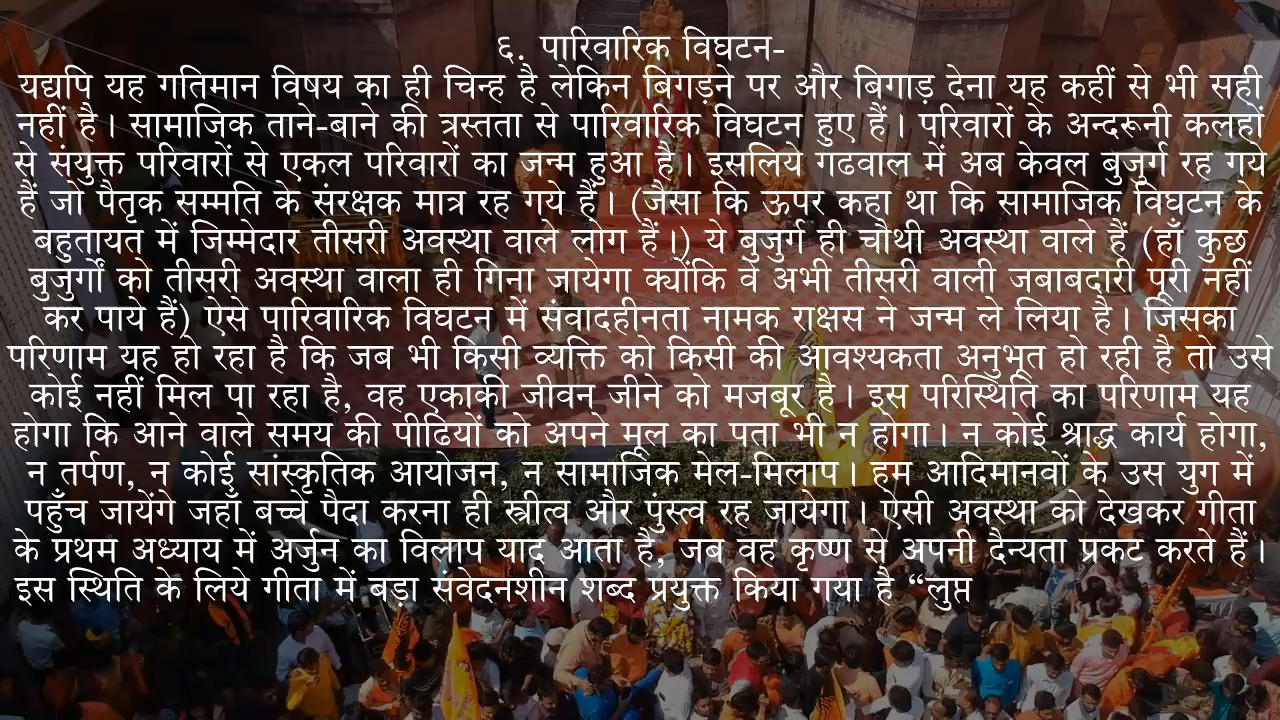 ६. पारिवारिक विघटन-
यद्यपि यह गतिमान विषय का ही चिन्ह है लेकिन बिगड़ने पर और बिगाड़ देना यह कहीं से भी सही
नहीं है। सामाजिक ताने-बाने की त्रस्तता से पारिवारिक विघटन हुए हैं। परिवारों के अन्दरूनी कलहों
से संयुक्त परिवारों से एकल परिवारों का जन्म हुआ है। इसलिये गढवाल में अब केवल बुजुर्ग रह गये
हैं जो पैतृक सम्मति के संरक्षक मात्र रह गये हैं। (जैसा कि ऊपर कहा था कि सामाजिक विघटन के
बहुतायत में जिम्मेदार तीसरी अवस्था वाले लोग हैं।) ये बुजुर्ग ही चौथी अवस्था वाले हैं (हाँ कुछ
बुजुर्गों को तीसरी अवस्था वाला ही गिना जायेगा क्योंकि वे अभी तीसरी वाली जबाबदारी पूरी नहीं
कर पाये हैं) ऐसे पारिवारिक विघटन में संवादहीनता नामक राक्षस ने जन्म ले लिया है। जिसका
परिणाम यह हो रहा है कि जब भी किसी व्यक्ति को किसी की आवश्यकता अनुभूत हो रही है तो उसे
कोई नहीं मिल पा रहा है, वह एकाकी जीवन जीने को मजबूर है। इस परिस्थिति का परिणाम यह
होगा कि आने वाले समय की पीढियों को अपने मूल का पता भी न होगा। न कोई श्राद्ध कार्य होगा,
न तर्पण, न कोई सांस्कृतिक आयोजन, न सामाजिक मेल-मिलाप। हम आदिमानवों के उस युग में
पहुँच जायेंगे जहाँ बच्चे पैदा करना ही स्त्रीत्व और पुंस्त्व रह जायेगा। ऐसी अवस्था को देखकर गीता
के प्रथम अध्याय में अर्जुन का विलाप याद आता है, जब वह कृष्ण से अपनी दैन्यता प्रकट करते हैं।
इस स्थिति के लिये गीता में बड़ा संवेदनशीन शब्द प्रयुक्त किया गया है “लुप्त